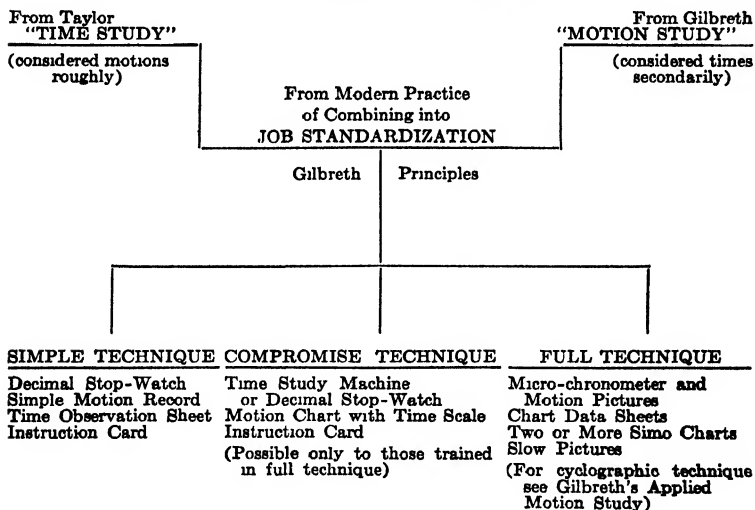 From Taylor
"TIME STUDY"
(considered motions
roughly)
From Gilbreth
"MOTION STUDY"
(considered times
secondarily)
From Modern Practice
of Combining into
JOB STANDARDIZATION
Gilbreth Principles
SIMPLE TECHNIQUE
Decimal Stop-Watch
Simple Motion Record
Time Observation Sheet
Instruction Card
COMPROMISE TECHNIQUE
Time Study Machine
or Decimal Stop-Watch
Motion Chart with Time Scale
Instruction Card
(Possible only to those trained
in full technique)
FULL TECHNIQUE
Micro-chronometer and
Motion Pictures
Chart Data Sheets
Two or More Simo Charts
Slow Pictures
(For cyclographic technique
see Gilbreth's Applied
Motion Study)